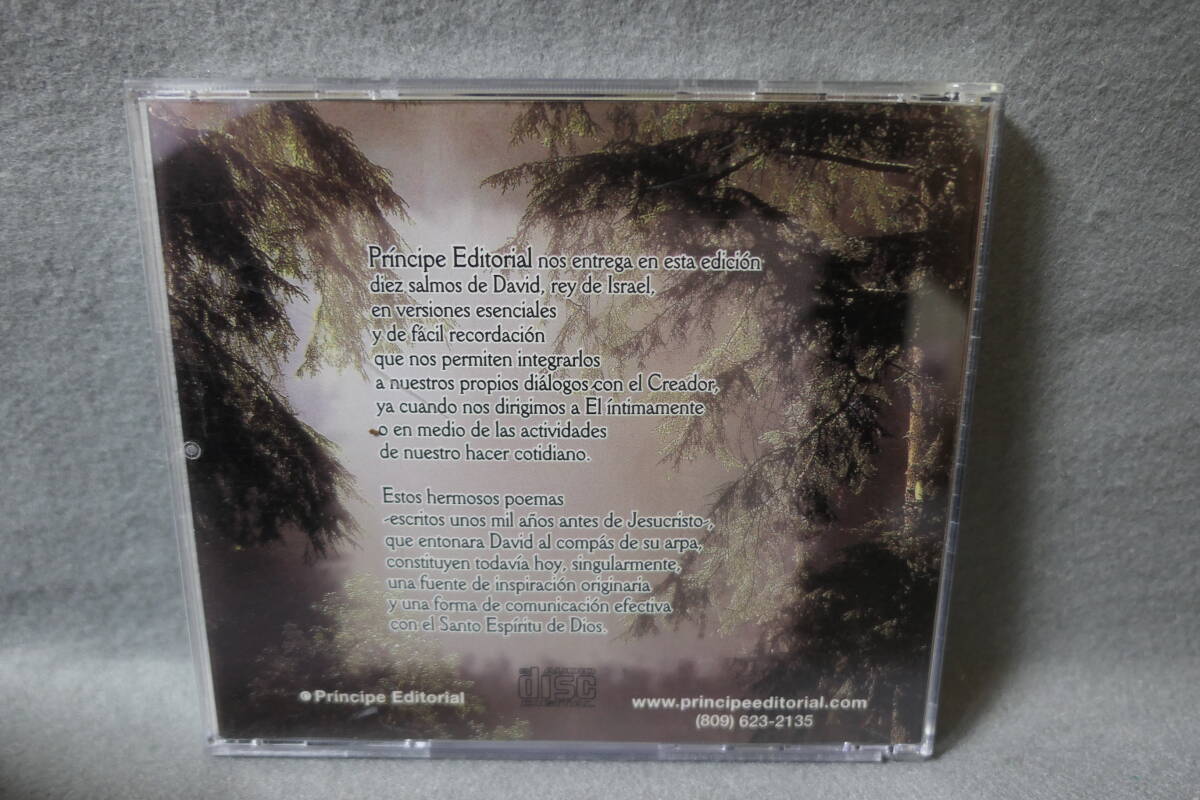 Príncipe Editorial nos entrega en esta edición
diez salmos de David, rey de Israel,
en versiones esenciales
y de fácil recordación
que nos permiten integrarlos
a nuestros propios diálogos con el Creador,
ya cuando nos dirigimos a El íntimamente
o en medio de las actividades
de nuestro hacer cotidiano.
Estos hermosos poemas
-escritos unos mil años antes de Jesucristo-,
que entonara David al compás de su arpa,
constituyen todavía hoy, singularmente,
una fuente de inspiración originaria
y una forma de comunicación efectiva
con el Santo Espíritu de Dios.
Príncipe Editorial
disc
www.principeeditorial.com
(809) 623-2135